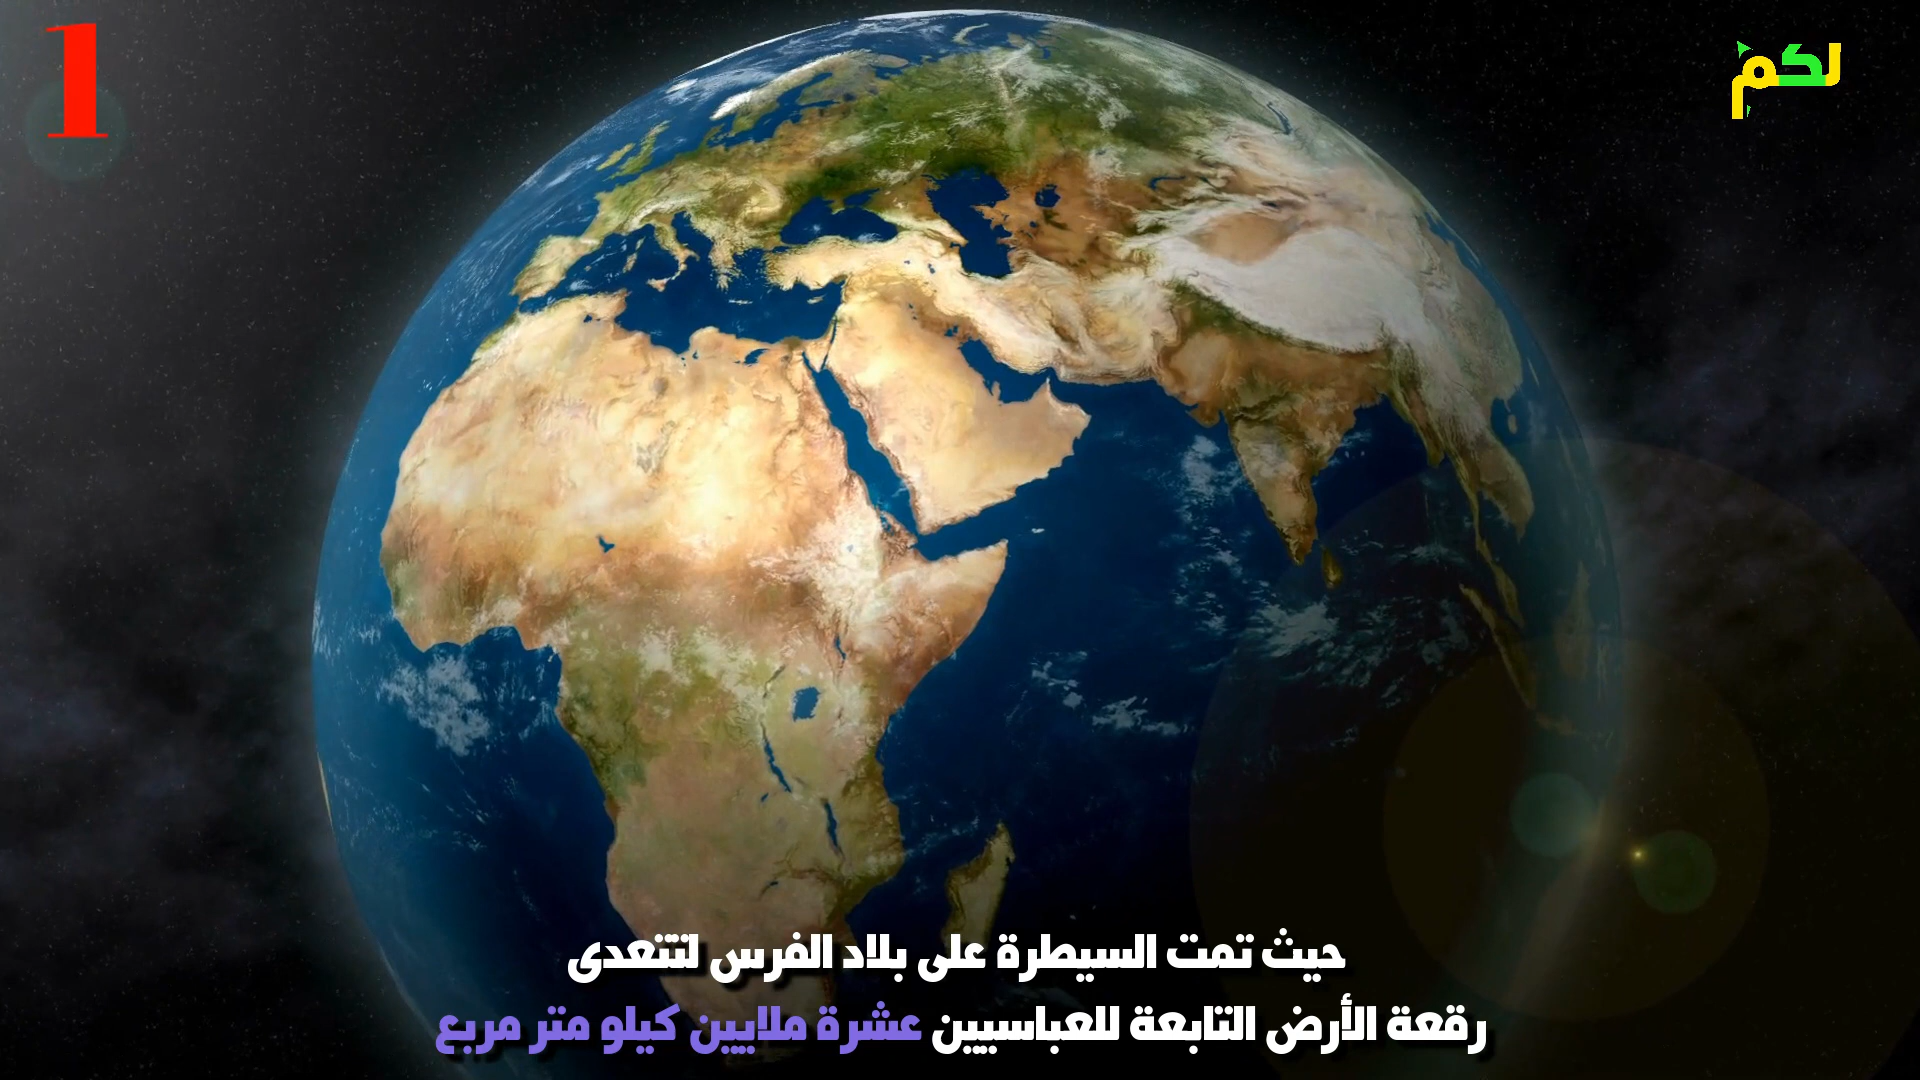 1
لكم
حيث تمت السيطرة على بلاد الفرس لتتعدى
رقعة الأرض التابعة للعباسيين عشرة ملايين كيلو متر مربع